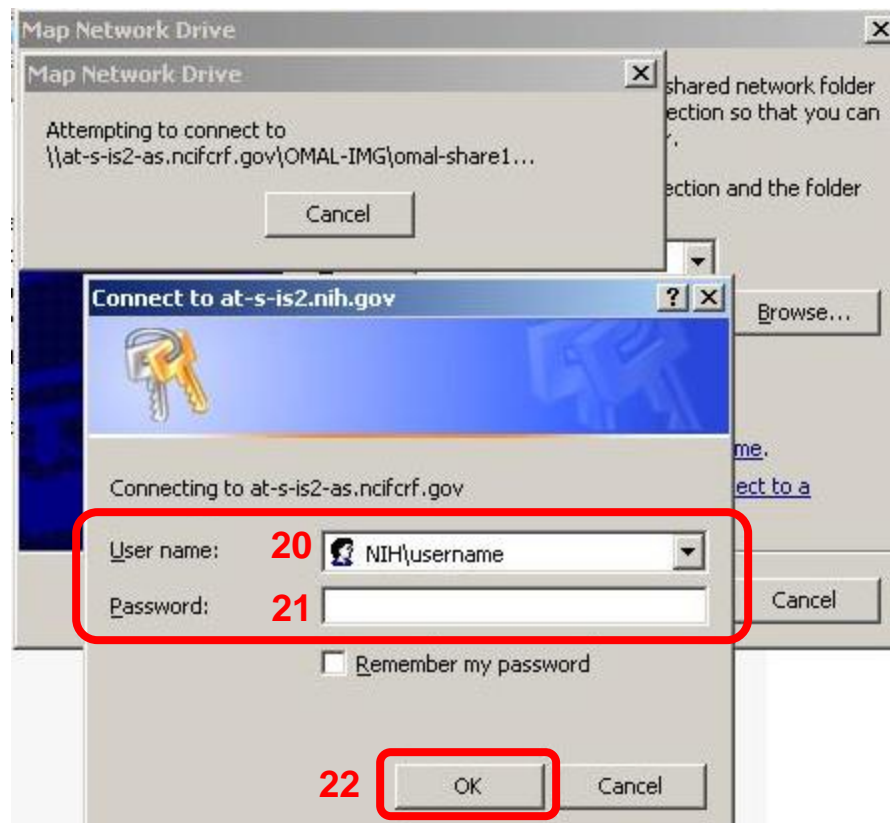 Map Network Drive
Map Network Drive
shared network folder
ection so that you can
Attempting to connect to
\\at-s-is2-as.ncifcrf.gov\OMAL-IMG\omal-share1...
ection and the folder
Cancel
Connect to at-s-is2.nih.gov
Browse...
me.
Connecting to at-s-is2-as.ncifcrf.gov
ect to a
User name: 20 NIH\username
Password: 21
Cancel
Remember my password
22 OK Cancel